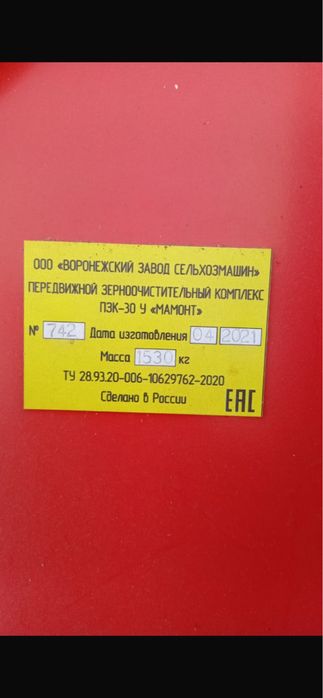 ООО «ВОРОНЕЖСКИЙ ЗАВОД СЕЛЬХОЗМАШИН»
ПЕРЕДВИЖНОЙ ЗЕРНООЧИСТИТЕЛЬНЫЙ КОМПЛЕКС
ПЗК-30 У «МАМОНТ»
№ 742 Дата изготовления 04 2021
Масса 1530 кг
ТУ 28.93.20-006-10629762-2020
Сделано в России EAC